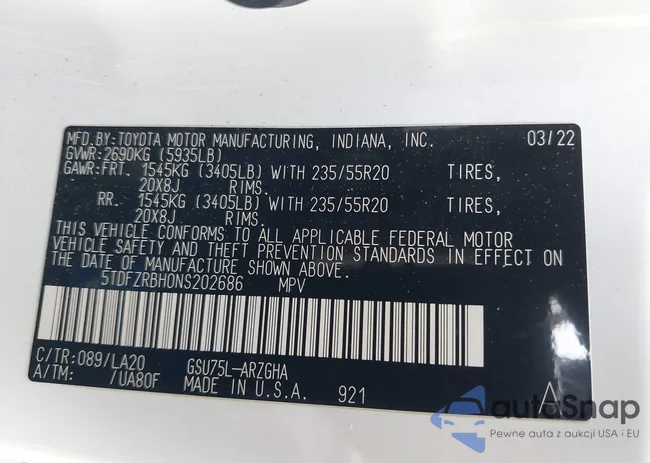 MFD.BY:TOYOTA MOTOR MANUFACTURING, INDIANA, INC. 03/22
GVWR:2690KG (5935LB)
GAWR:FRT. 1545KG (3405LB) WITH 235/55R20 TIRES,
20X8J RIMS.
RR. 1545KG (3405LB) WITH 235/55R20 TIRES,
20X8J RIMS.
THIS VEHICLE CONFORMS TO ALL APPLICABLE FEDERAL MOTOR
VEHICLE SAFETY AND THEFT PREVENTION STANDARDS IN EFFECT ON
THE DATE OF MANUFACTURE SHOWN ABOVE.
5TDFZRBH0NS202686 MPV
C/TR:089/LA20 GSU75L-ARZGHA
A/TM: /UA80F MADE IN U.S.A. 921 A
autoSnap
Pewne auta z aukcji USA i EU